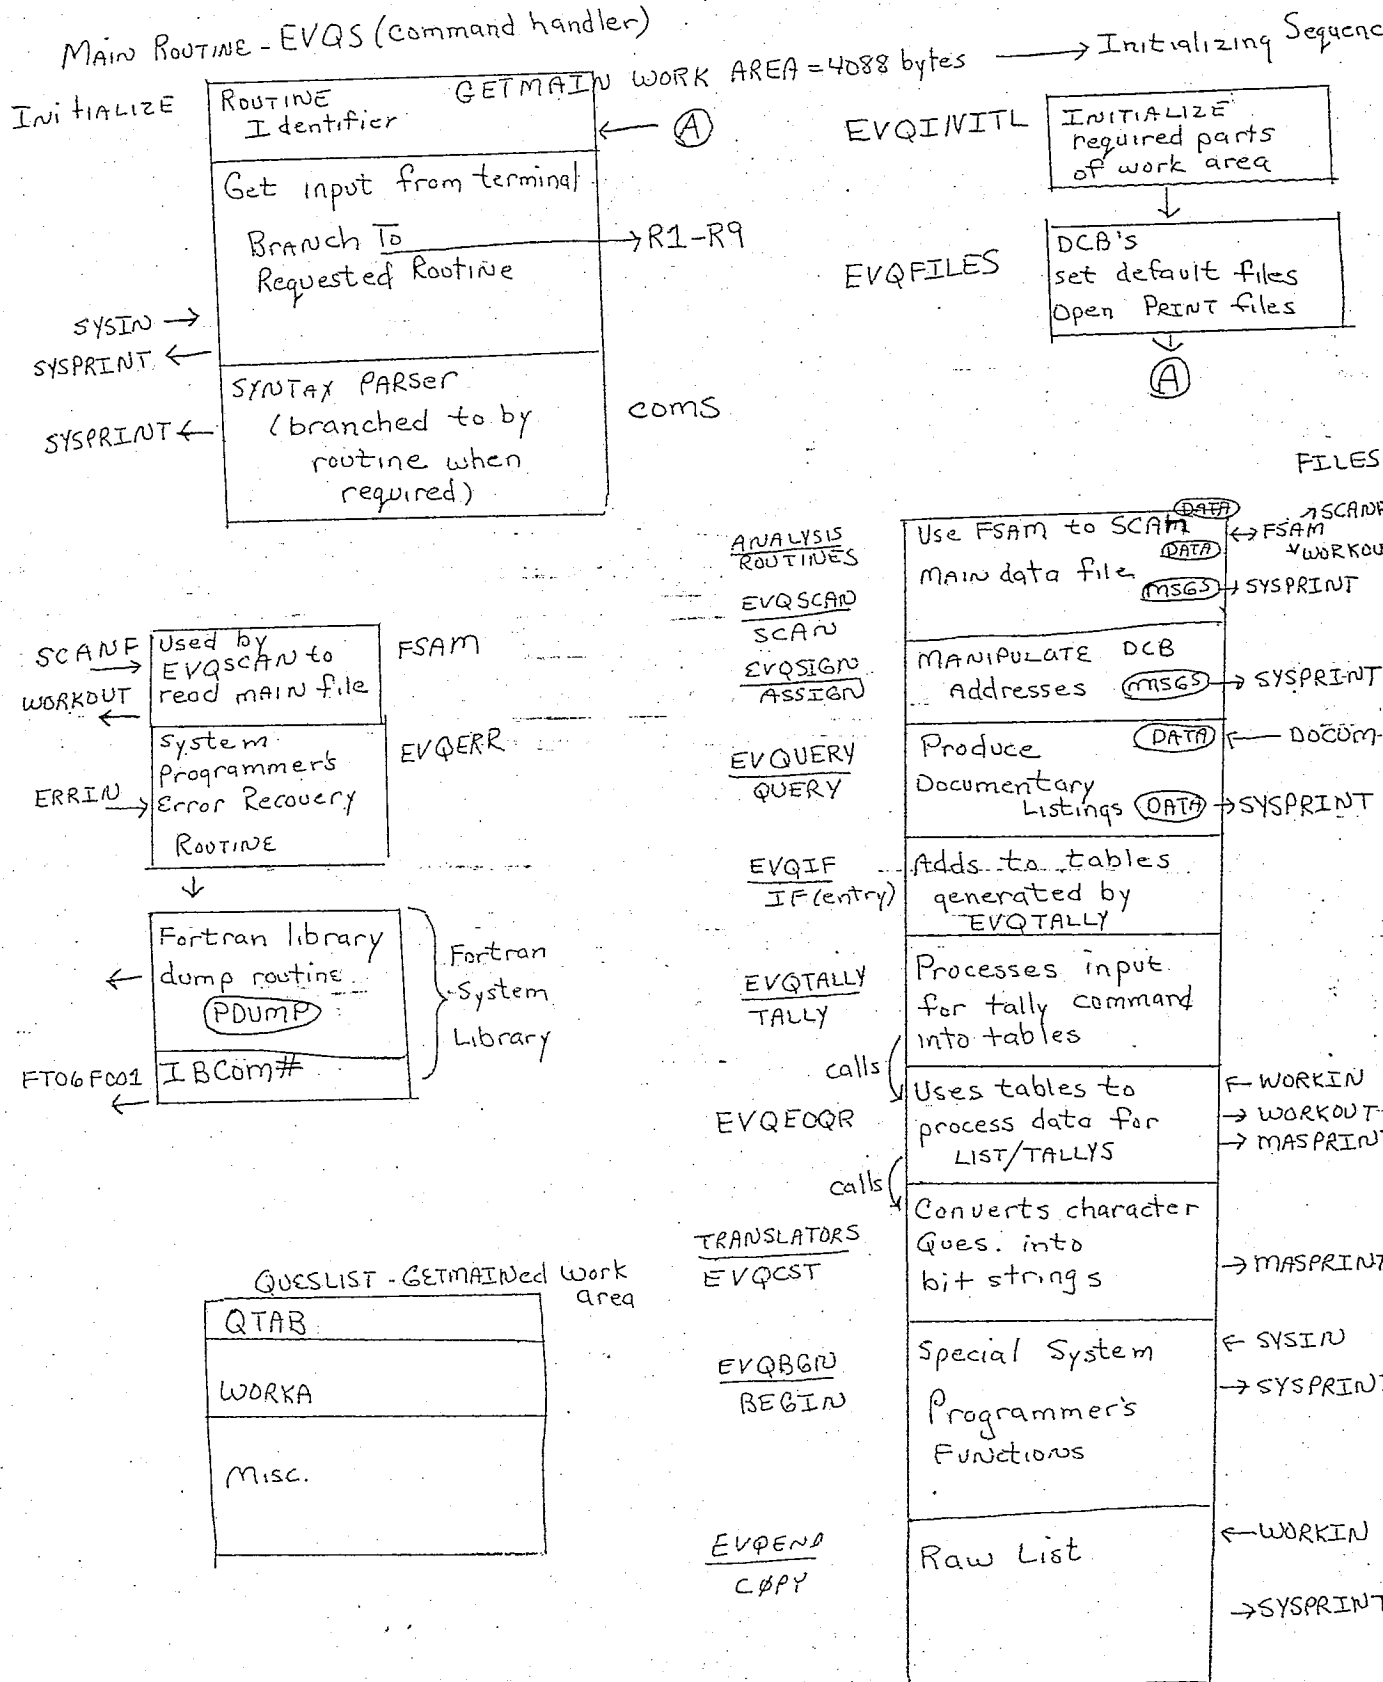 MAIN ROUTINE - EVQS (command handler)
GETMAIN WORK AREA = 4088 bytes → Initializing Sequenc
INitIALIZE
ROUTINE
Identifier
← A
Get input from terminal
BRANCH To → R1-R9
Requested Routine
SYSIN →
SYSPRINT ←
SYNTAX PARSer
(branched to by
routine when
required)
SYSPRINT ←
coms
EVQINITL
INITIALIZE
required parts
of work area
EVQFILES
DCB's
set default files
open PRINT files
A
SCANF →
WORKOUT ←
Used by
EVQSCAN to
read MAIN file
FSAM
ERRIN →
System
Programmer's
Error Recovery
ROUTINE
EVQERR
Fortran library
← dump routine
PDUMP
FT06F001 ←
IBCom#
Fortran
System
Library
QUESLIST - GETMAINed Work
area
QTAB
WORKA
MISC.
FILES
ANALYSIS
ROUTINES
EVQSCAN
SCAN
Use FSAM to SCAM DATA
DATA
MAIN data file MSGS → SYSPRINT
↗ SCANF
↔ FSAM
↘ WORKOU
EVQSIGN
ASSIGN
MANIPULATE DCB
Addresses MSGS → SYSPRINT
EVQUERY
QUERY
Produce DATA ← DOCUM-
Documentary
Listings DATA → SYSPRINT
EVQIF
IF (entry)
Adds to tables
generated by
EVQTALLY
EVQTALLY
TALLY
Processes input
for tally command
into tables
calls
EVQEOQR
Uses tables to
process data for
LIST/TALLYS
← WORKIN
→ WORKOUT
→ MASPRINT
calls
TRANSLATORS
EVQCST
Converts character
Ques. into
bit strings
→ MASPRINT
EVQBGN
BEGIN
Special System
Programmer's
Functions
← SYSIN
→ SYSPRINT
EVQEND
CØPY
Raw List
← WORKIN
→ SYSPRINT